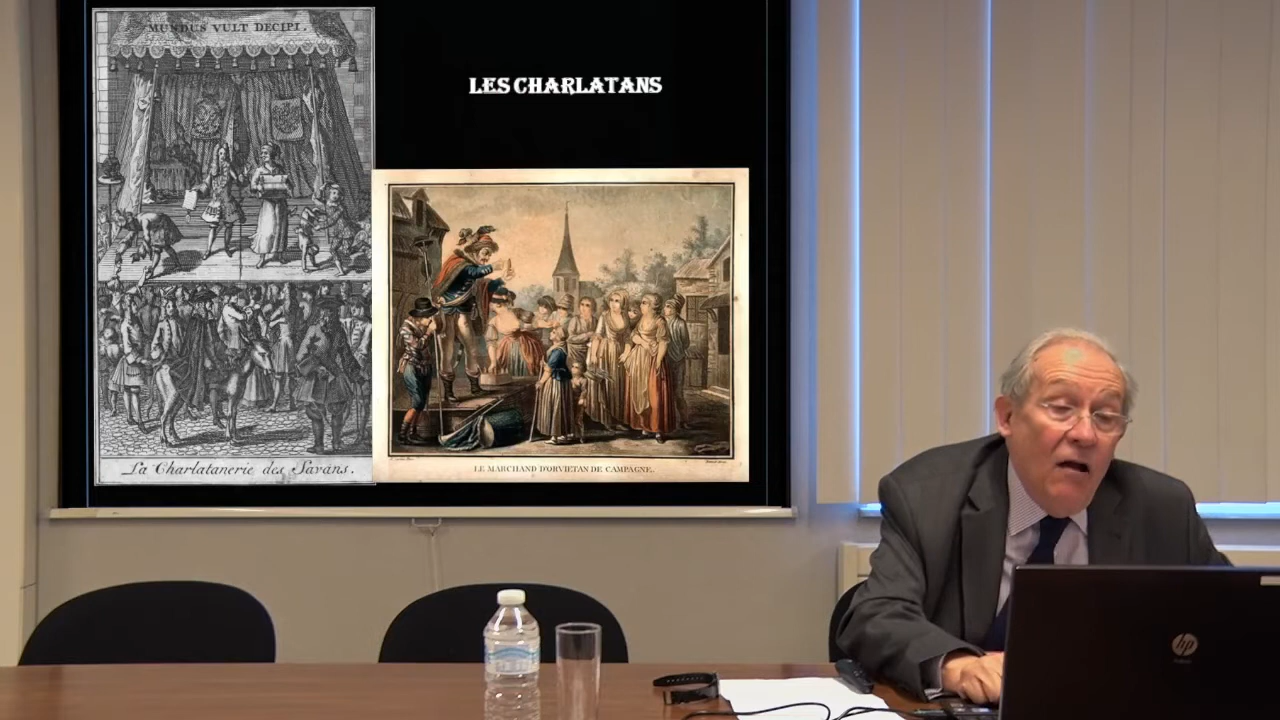 MUNDUS VULT DECIPI.
LES CHARLATANS
La Charlatanerie des Savans.
LE MARCHAND D'ORVIETAN DE CAMPAGNE.
hp